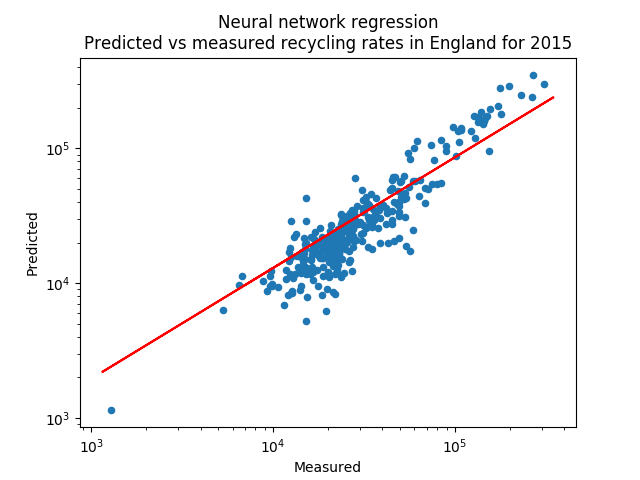 Neural network regression
Predicted vs measured recycling rates in England for 2015
10^5
10^4
10^3
Predicted
10^3 10^4 10^5
Measured